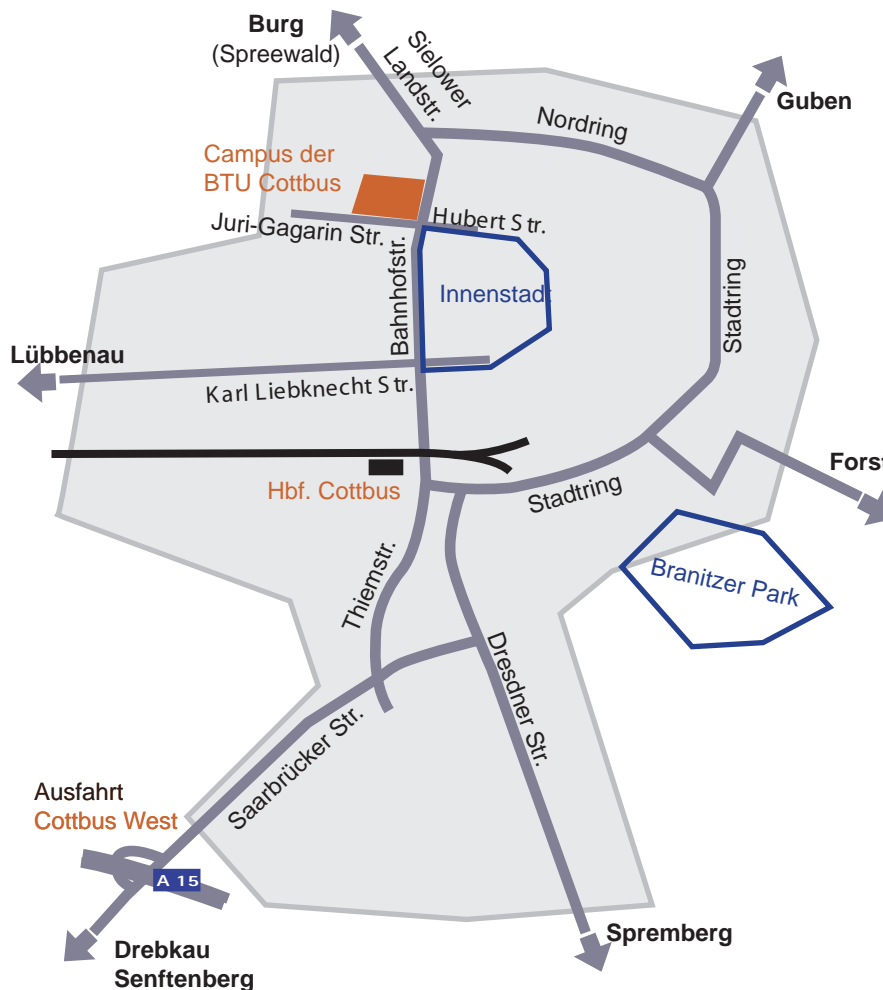 Burg
(Spreewald)
Sielower
Landstr.
Guben
Nordring
Campus der
BTU Cottbus
Hubert Str.
Juri-Gagarin Str.
Bahnhofstr.
Innenstadt
Stadtring
Lübbenau
Karl Liebknecht Str.
Forst
Hbf. Cottbus
Stadtring
Thiemstr.
Branitzer Park
Dresdner Str.
Saarbrücker Str.
Ausfahrt
Cottbus West
A 15
Spremberg
Drebkau
Senftenberg